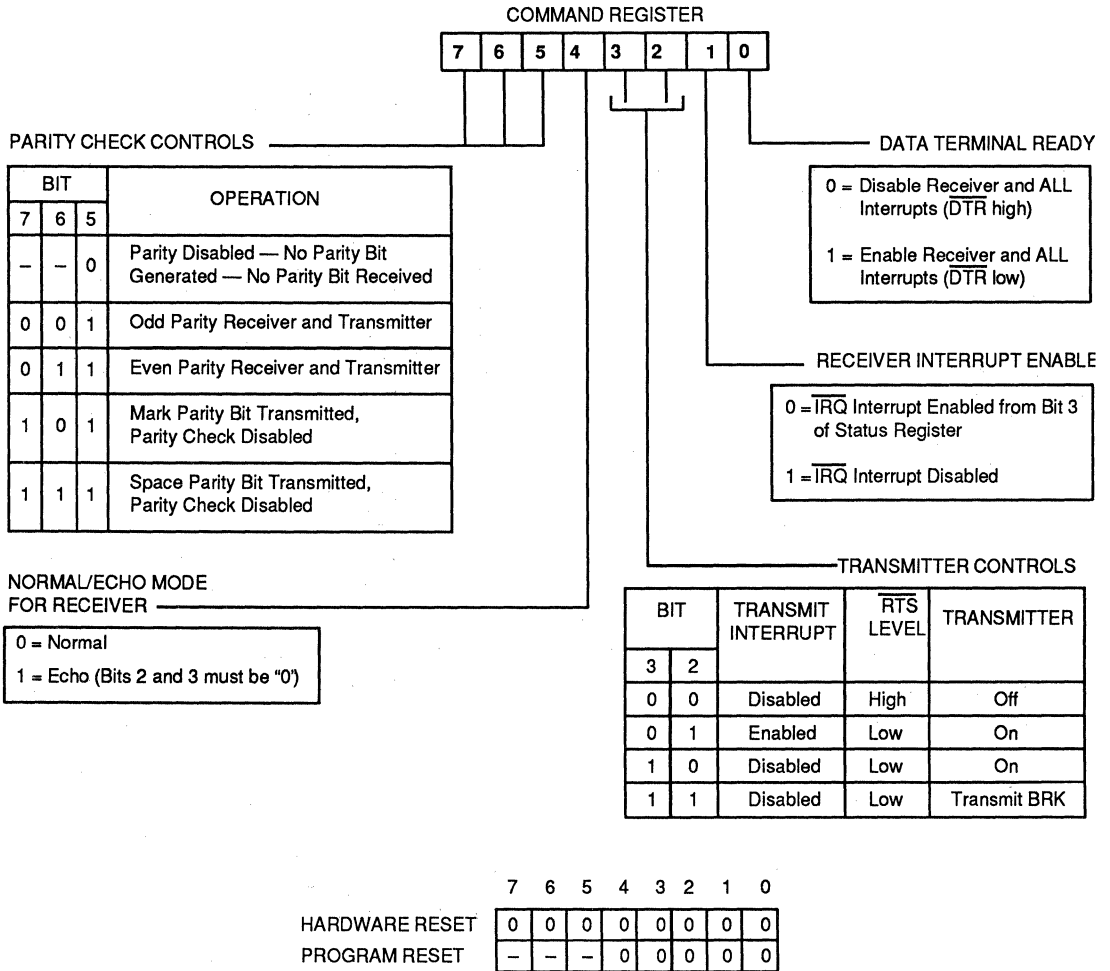 COMMAND REGISTER
7 6 5 4 3 2 1 0
PARITY CHECK CONTROLS
BIT OPERATION
7 6 5
– – 0 Parity Disabled — No Parity Bit
Generated — No Parity Bit Received
0 0 1 Odd Parity Receiver and Transmitter
0 1 1 Even Parity Receiver and Transmitter
1 0 1 Mark Parity Bit Transmitted,
Parity Check Disabled
1 1 1 Space Parity Bit Transmitted,
Parity Check Disabled
NORMAL/ECHO MODE
FOR RECEIVER
0 = Normal
1 = Echo (Bits 2 and 3 must be "0')
DATA TERMINAL READY
0 = Disable Receiver and ALL
Interrupts (D̅T̅R̅ high)
1 = Enable Receiver and ALL
Interrupts (D̅T̅R̅ low)
RECEIVER INTERRUPT ENABLE
0 = I̅R̅Q̅ Interrupt Enabled from Bit 3
of Status Register
1 = I̅R̅Q̅ Interrupt Disabled
TRANSMITTER CONTROLS
BIT TRANSMIT INTERRUPT R̅T̅S̅ LEVEL TRANSMITTER
3 2
0 0 Disabled High Off
0 1 Enabled Low On
1 0 Disabled Low On
1 1 Disabled Low Transmit BRK
7 6 5 4 3 2 1 0
HARDWARE RESET 0 0 0 0 0 0 0 0
PROGRAM RESET – – – 0 0 0 0 0